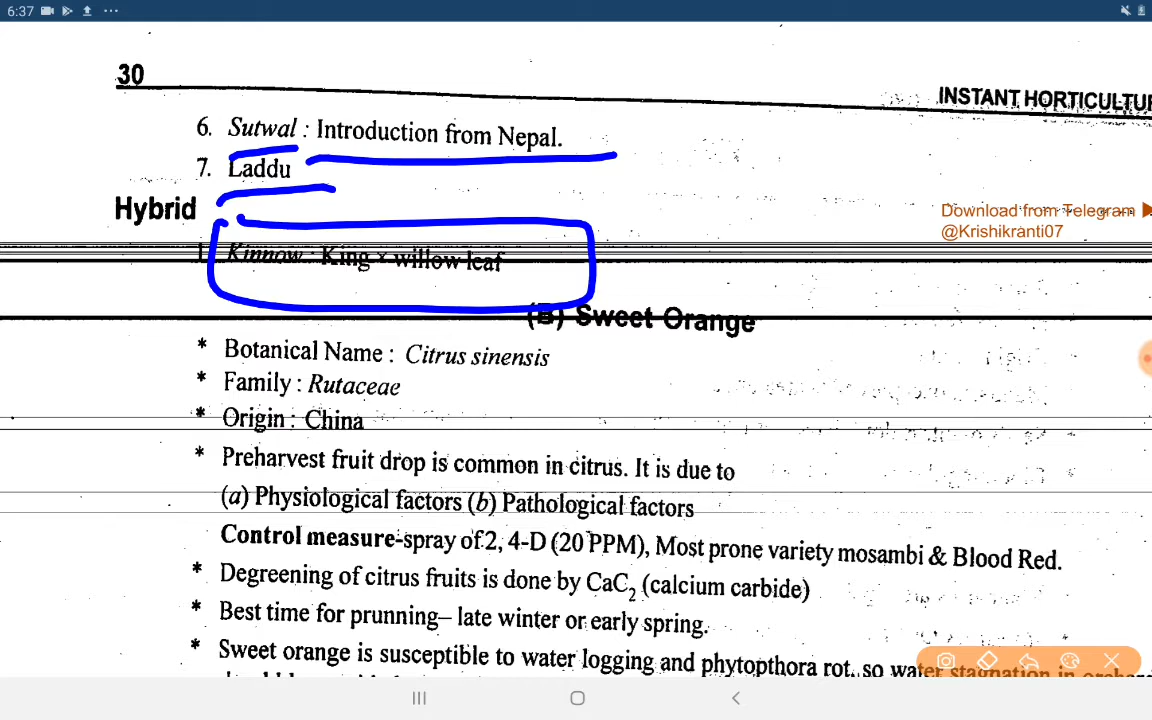 6:37
30
INSTANT HORTICULTUR
6. Sutwal : Introduction from Nepal.
7. Laddu
Hybrid
Download from Telegram
@Krishikranti07
1. Kinnow : King × willow leaf
(B) Sweet Orange
* Botanical Name : Citrus sinensis
* Family : Rutaceae
* Origin : China
* Preharvest fruit drop is common in citrus. It is due to
(a) Physiological factors (b) Pathological factors
Control measure-spray of 2, 4-D (20 PPM), Most prone variety mosambi & Blood Red.
* Degreening of citrus fruits is done by CaC2 (calcium carbide)
* Best time for prunning– late winter or early spring.
* Sweet orange is susceptible to water logging and phytopthora rot, so water stagnation in